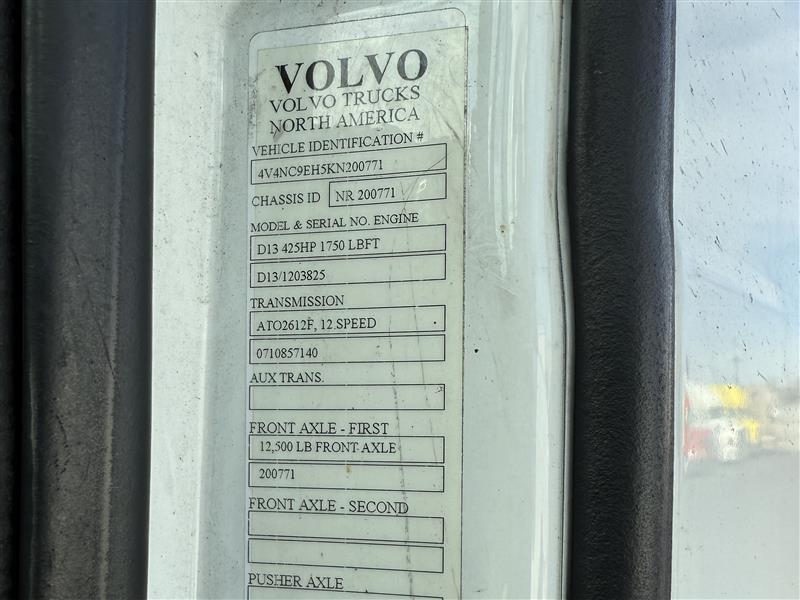 VOLVO
VOLVO TRUCKS
NORTH AMERICA
VEHICLE IDENTIFICATION #
4V4NC9EH5KN200771
CHASSIS ID NR 200771
MODEL & SERIAL NO. ENGINE
D13 425HP 1750 LBFT
D13/1203825
TRANSMISSION
ATO2612F, 12.SPEED
0710857140
AUX TRANS.
FRONT AXLE - FIRST
12,500 LB FRONT AXLE
200771
FRONT AXLE - SECOND
PUSHER AXLE